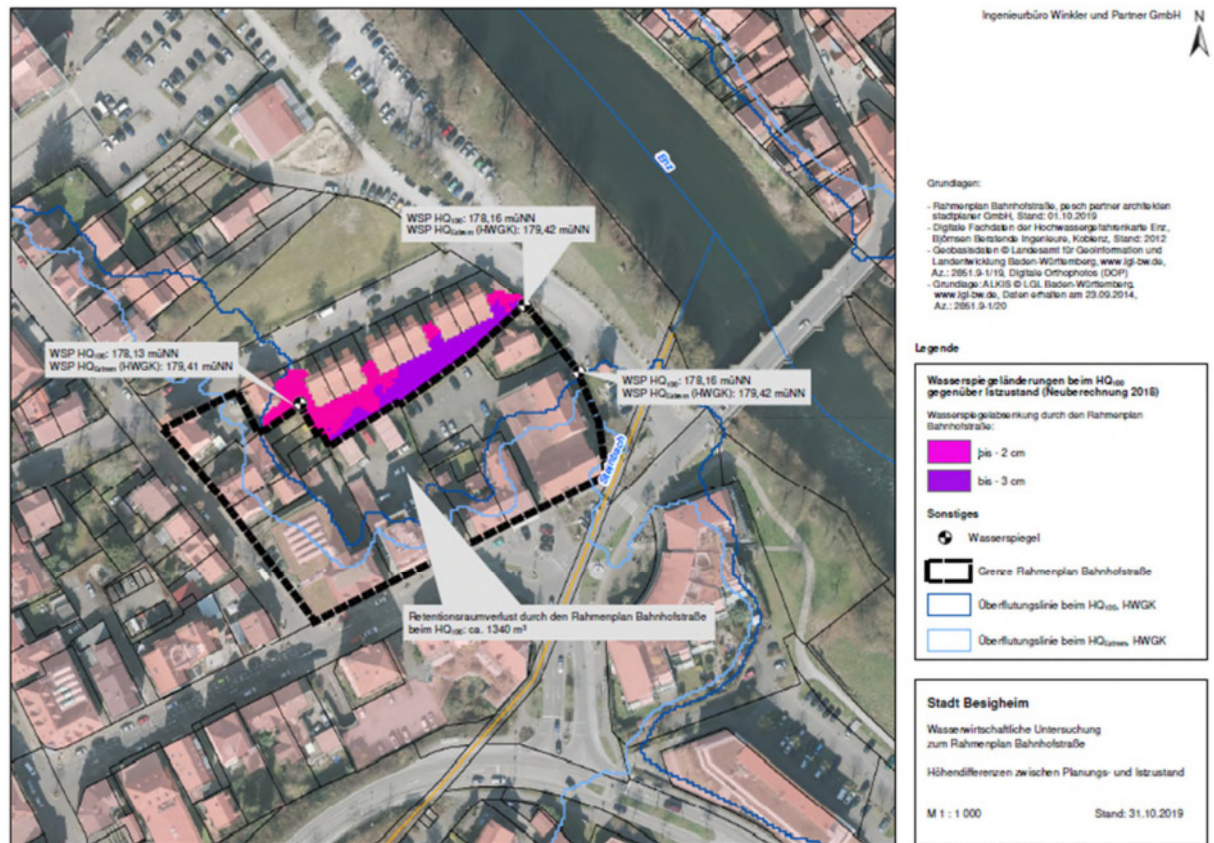 Ingenieurbüro Winkler und Partner GmbH
N
Enz
WSP HQ100: 178,16 müNN
WSP HQExtrem (HWGK): 179,42 müNN
WSP HQ100: 178,13 müNN
WSP HQExtrem (HWGK): 179,41 müNN
WSP HQ100: 178,16 müNN
WSP HQExtrem (HWGK): 179,42 müNN
Steinbach
Retentionsraumverlust durch den Rahmenplan Bahnhofstraße
beim HQ100: ca. 1340 m³
Grundlagen:
- Rahmenplan Bahnhofstraße, pesch partner architekten
stadtplaner GmbH, Stand: 01.10.2019
- Digitale Fachdaten der Hochwassergefahrenkarte Enz,
Björnsen Beratende Ingenieure, Koblenz, Stand: 2012
- Geobasisdaten © Landesamt für Geoinformation und
Landentwicklung Baden-Württemberg, www.lgl-bw.de,
Az.: 2851.9-1/19, Digitale Orthophotos (DOP)
- Grundlage: ALKIS © LGL Baden-Württemberg,
www.lgl-bw.de, Daten erhalten am 23.09.2014,
Az.: 2851.9-1/20
Legende
Wasserspiegeländerungen beim HQ100
gegenüber Istzustand (Neuberechnung 2018)
Wasserspiegelabsenkung durch den Rahmenplan
Bahnhofstraße:
bis - 2 cm
bis - 3 cm
Sonstiges
Wasserspiegel
Grenze Rahmenplan Bahnhofstraße
Überflutungslinie beim HQ100, HWGK
Überflutungslinie beim HQExtrem, HWGK
Stadt Besigheim
Wasserwirtschaftliche Untersuchung
zum Rahmenplan Bahnhofstraße
Höhendifferenzen zwischen Planungs- und Istzustand
M 1 : 1 000
Stand: 31.10.2019